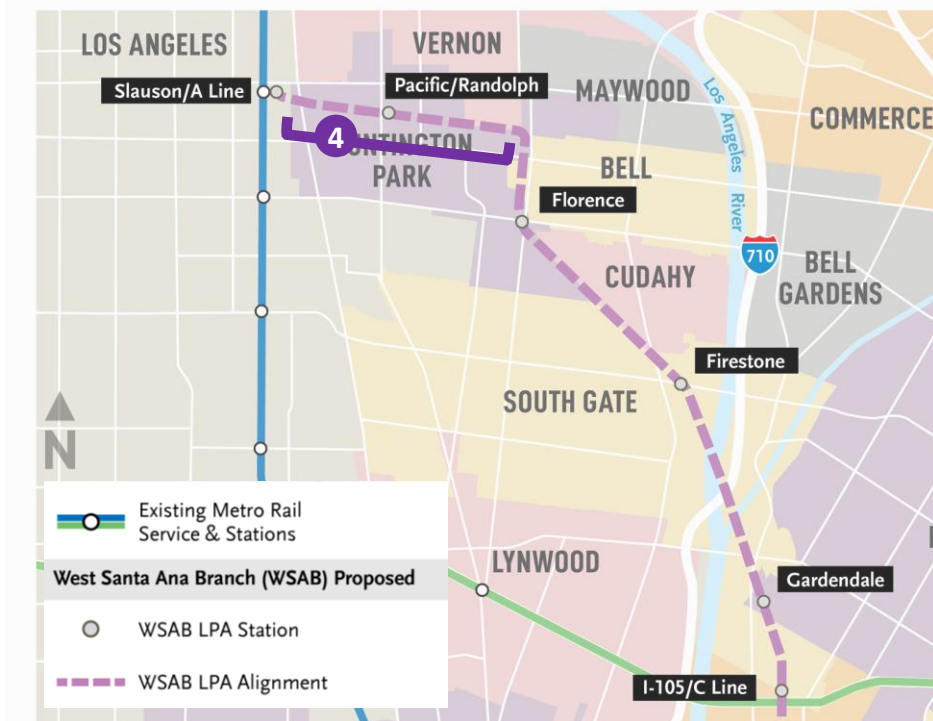 LOS ANGELES
VERNON
Slauson/A Line
Pacific/Randolph
MAYWOOD
COMMERCE
Los Angeles River
4
PARK
BELL
Florence
710
CUDAHY
BELL
GARDENS
Firestone
SOUTH GATE
N
Existing Metro Rail
Service & Stations
LYNWOOD
West Santa Ana Branch (WSAB) Proposed
Gardendale
WSAB LPA Station
WSAB LPA Alignment
I-105/C Line